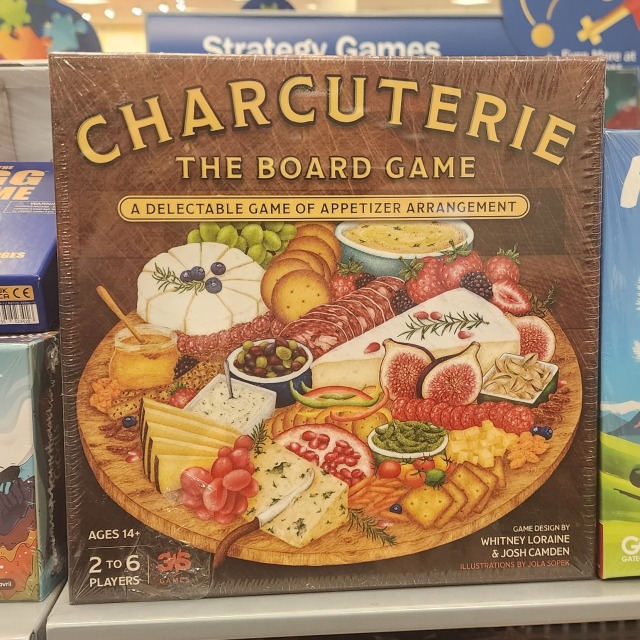 Strategy Games
CHARCUTERIE
THE BOARD GAME
A DELECTABLE GAME OF APPETIZER ARRANGEMENT
AGES 14+
2 TO 6
PLAYERS
GAMES
GAME DESIGN BY
WHITNEY LORAINE
& JOSH CAMDEN
ILLUSTRATIONS BY JOLA SOPEK